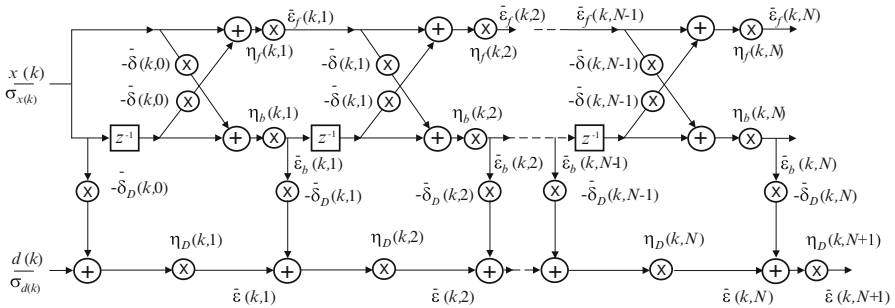 ε̄_f(k,1) ε̄_f(k,2) ε̄_f(k,N-1) ε̄_f(k,N)
+ x + x + x
η_f(k,1) η_f(k,2) η_f(k,N)
-δ̄(k,0) x -δ̄(k,1) x -δ̄(k,N-1) x
x(k)
σ_x(k)
-δ̄(k,0) x -δ̄(k,1) x -δ̄(k,N-1) x
η_b(k,1) η_b(k,2) η_b(k,N)
z⁻¹ + x z⁻¹ + x z⁻¹ + x
ε̄_b(k,1) ε̄_b(k,2) ε̄_b(k,N-1) ε̄_b(k,N)
x -δ̄_D(k,0) x -δ̄_D(k,1) -δ̄_D(k,2) x x -δ̄_D(k,N-1) x -δ̄_D(k,N)
η_D(k,1) η_D(k,2) η_D(k,N) η_D(k,N+1)
d(k)
σ_d(k)
+ x + x + + x + x
ε̄(k,1) ε̄(k,2) ε̄(k,N) ε̄(k,N+1)